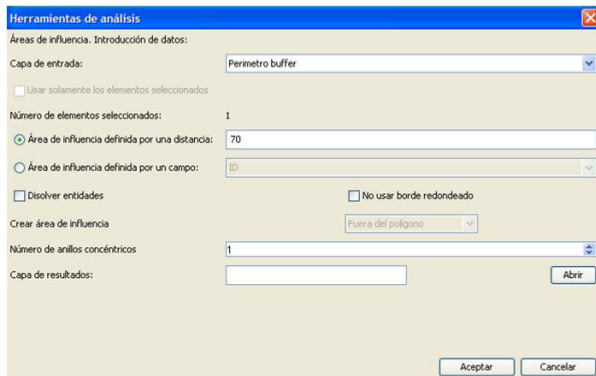 Herramientas de análisis
Áreas de influencia. Introducción de datos:
Capa de entrada: Perimetro buffer
Usar solamente los elementos seleccionados
Número de elementos seleccionados: 1
Área de influencia definida por una distancia: 70
Área de influencia definida por un campo: ID
Disolver entidades No usar borde redondeado
Crear área de influencia Fuera del polígono
Número de anillos concéntricos 1
Capa de resultados: Abrir
Aceptar Cancelar